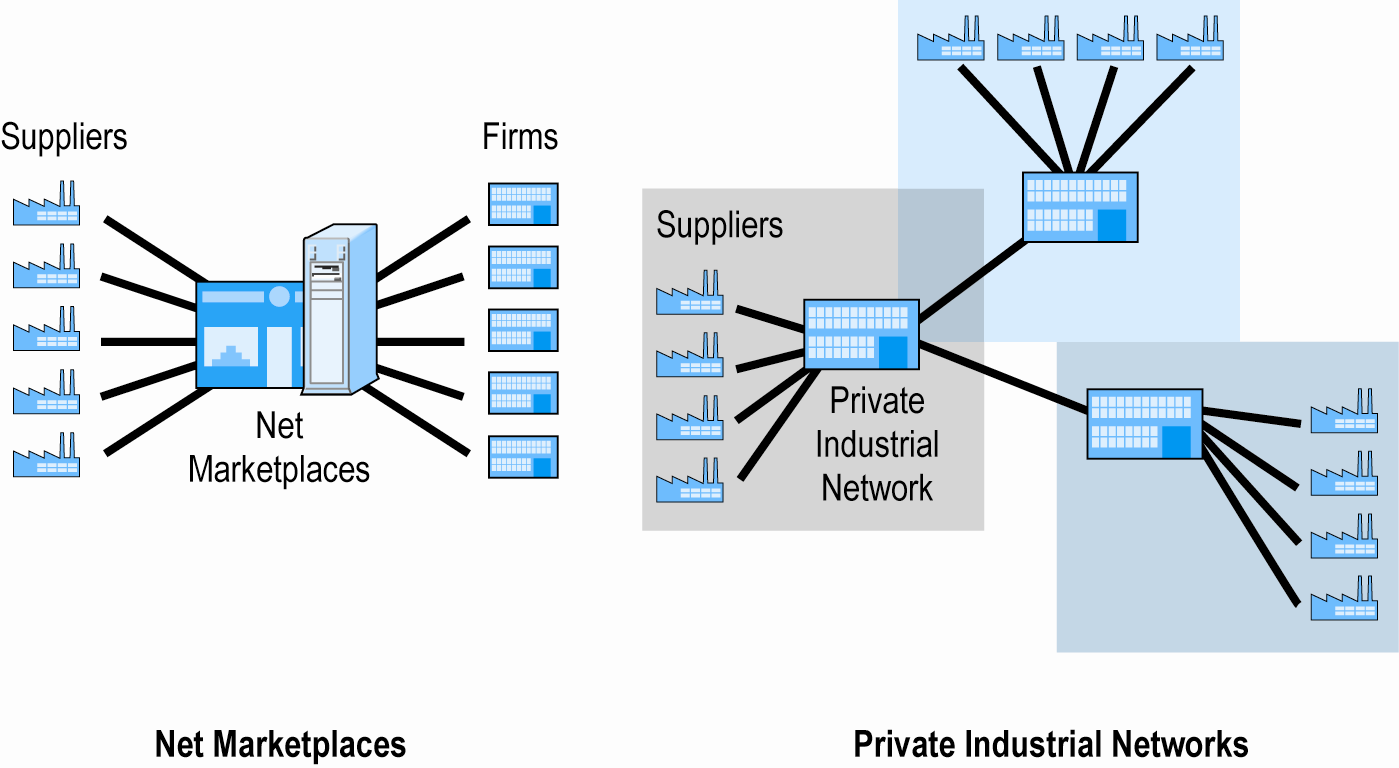 Suppliers
Firms
Net
Marketplaces
Suppliers
Private
Industrial
Network
Net Marketplaces
Private Industrial Networks